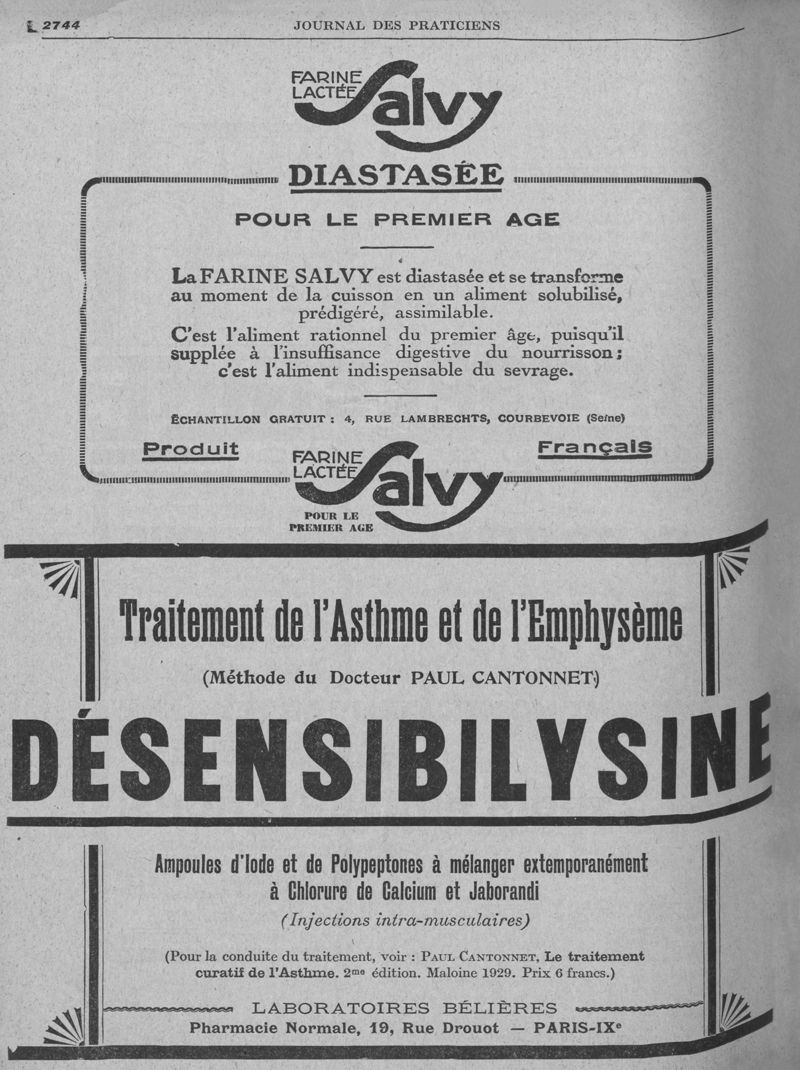 2744 JOURNAL DES PRATICIENS
FARINE
LACTÉE
Salvy
DIASTASÉE
POUR LE PREMIER AGE
La FARINE SALVY est diastasée et se transforme
au moment de la cuisson en un aliment solubilisé,
prédigéré, assimilable.
C'est l'aliment rationnel du premier âge, puisqu'il
supplée à l'insuffisance digestive du nourrisson ;
c'est l'aliment indispensable du sevrage.
ÉCHANTILLON GRATUIT : 4, RUE LAMBRECHTS, COURBEVOIE (Seine)
Produit Français
FARINE
LACTÉE
Salvy
POUR LE
PREMIER AGE
Traitement de l'Asthme et de l'Emphysème
(Méthode du Docteur PAUL CANTONNET)
DÉSENSIBILYSINE
Ampoules d'Iode et de Polypeptones à mélanger extemporanément
à Chlorure de Calcium et Jaborandi
(Injections intra-musculaires)
(Pour la conduite du traitement, voir : PAUL CANTONNET, Le traitement
curatif de l'Asthme. 2me édition. Maloine 1929. Prix 6 francs.)
LABORATOIRES BÉLIÈRES
Pharmacie Normale, 19, Rue Drouot — PARIS-IXe